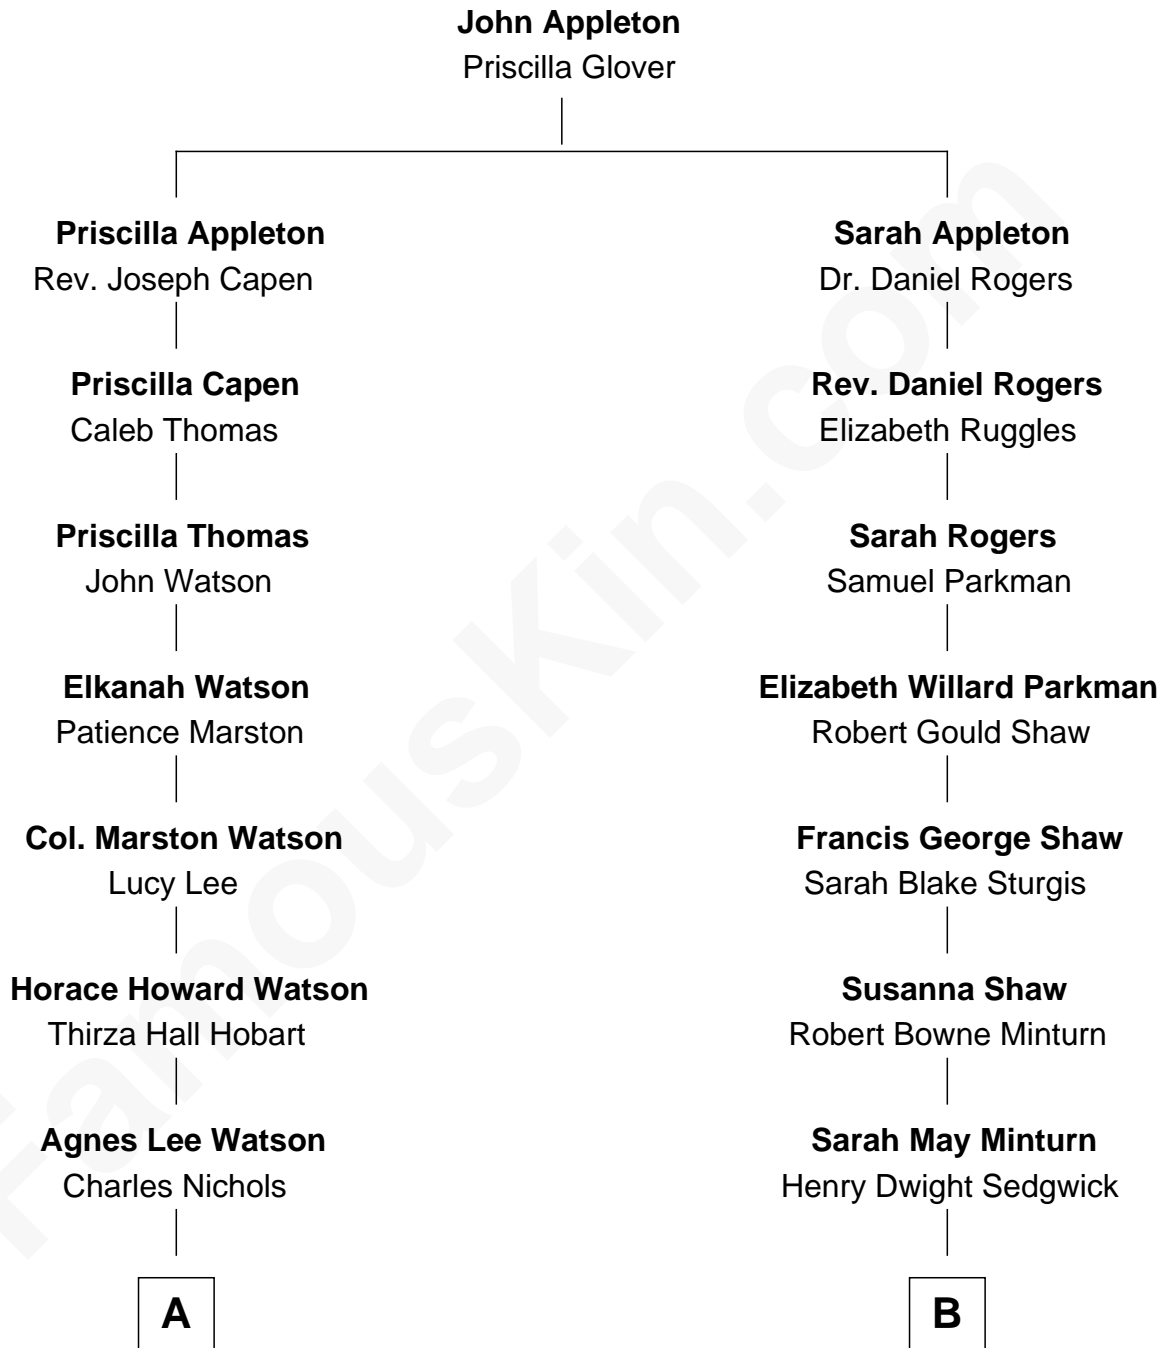 John Appleton
Priscilla Glover
Priscilla Appleton
Rev. Joseph Capen
Sarah Appleton
Dr. Daniel Rogers
Priscilla Capen
Caleb Thomas
Rev. Daniel Rogers
Elizabeth Ruggles
Priscilla Thomas
John Watson
Sarah Rogers
Samuel Parkman
Elkanah Watson
Patience Marston
Elizabeth Willard Parkman
Robert Gould Shaw
Col. Marston Watson
Lucy Lee
Francis George Shaw
Sarah Blake Sturgis
Horace Howard Watson
Thirza Hall Hobart
Susanna Shaw
Robert Bowne Minturn
Agnes Lee Watson
Charles Nichols
Sarah May Minturn
Henry Dwight Sedgwick
A
B
FamousKin.com